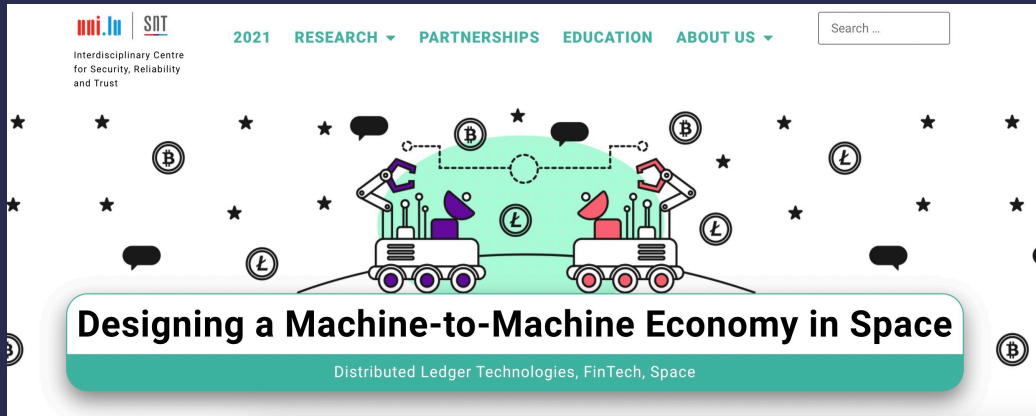 uni.lu
SNT
Interdisciplinary Centre
for Security, Reliability
and Trust
2021 RESEARCH PARTNERSHIPS EDUCATION ABOUT US
Search ...
Designing a Machine-to-Machine Economy in Space
Distributed Ledger Technologies, FinTech, Space